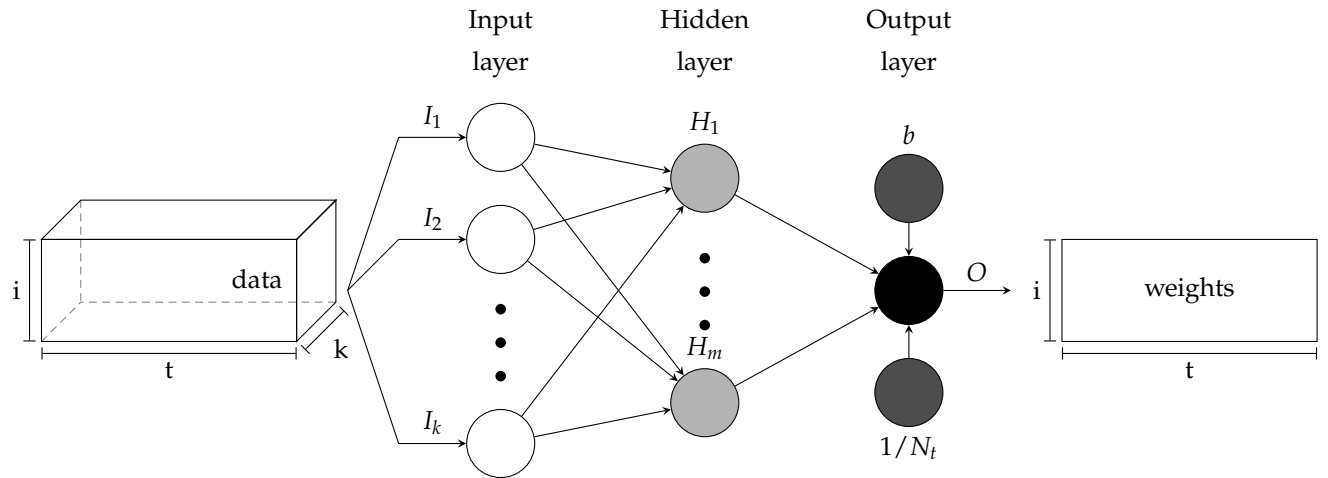 Input
layer
Hidden
layer
Output
layer
I₁
H₁
b
I₂
data
i
k
t
Hₘ
Iₖ
1/Nₜ
O
i
weights
t